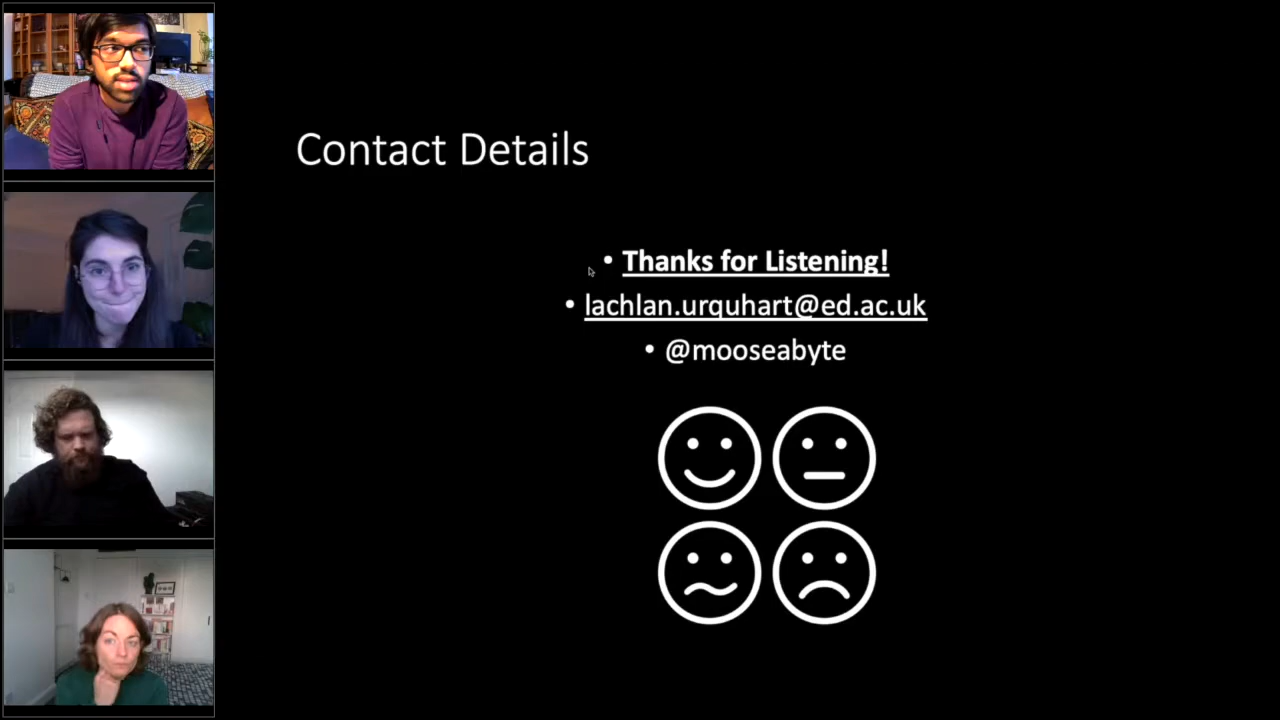 Contact Details
• Thanks for Listening!
• lachlan.urquhart@ed.ac.uk
• @mooseabyte